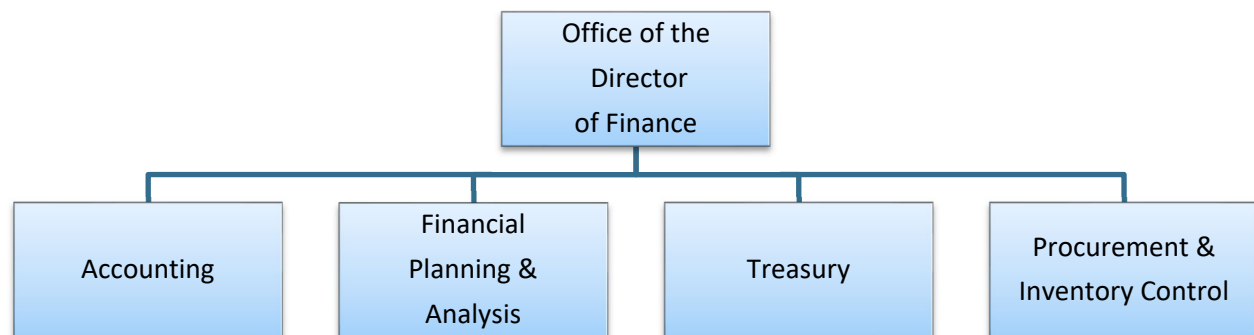 Office of the
Director
of Finance
Accounting
Financial
Planning &
Analysis
Treasury
Procurement &
Inventory Control